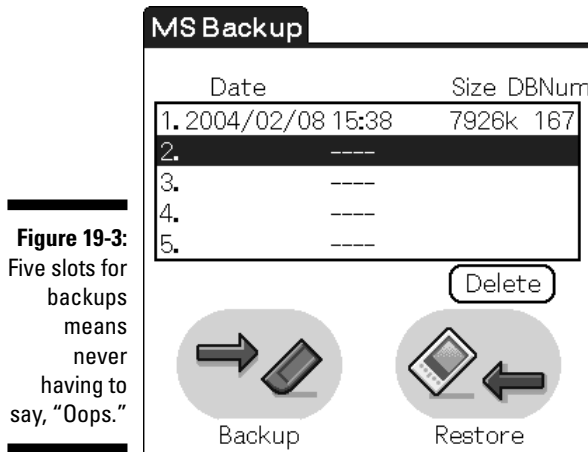 MS Backup
Date Size DBNum
1. 2004/02/08 15:38 7926k 167
2. ----
3. ----
4. ----
5. ----
Delete
Backup Restore
Figure 19-3:
Five slots for
backups
means
never
having to
say, “Oops.”